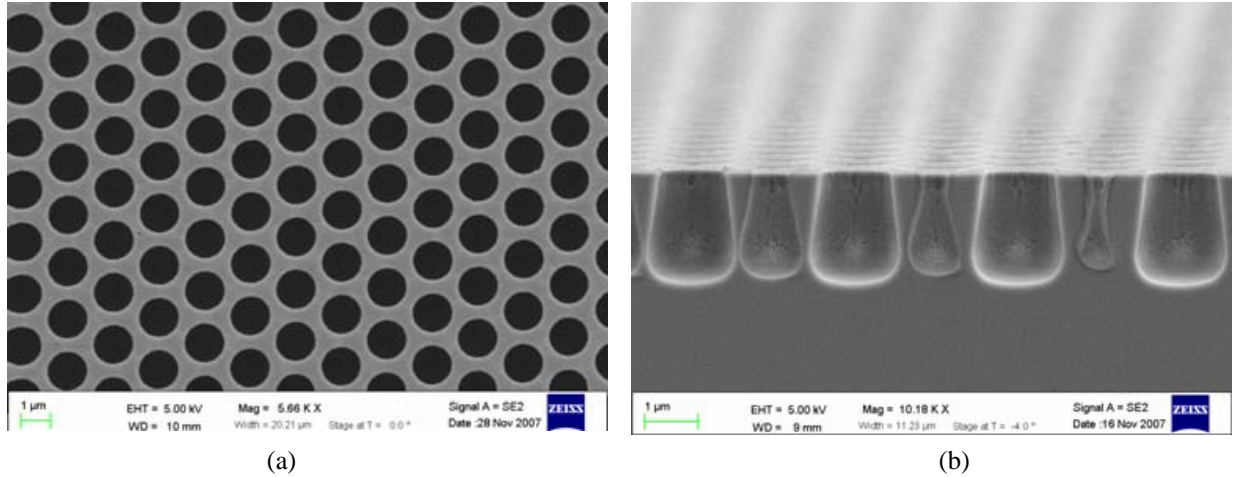 1 µm
EHT = 5.00 kV
Mag = 5.66 K X
Signal A = SE2
ZEISS
WD = 10 mm
Width = 20.21 µm
Stage at T = 0.0 °
Date :28 Nov 2007
1 µm
EHT = 5.00 kV
Mag = 10.18 K X
Signal A = SE2
ZEISS
WD = 9 mm
Width = 11.23 µm
Stage at T = -4.0 °
Date :16 Nov 2007
(a)
(b)